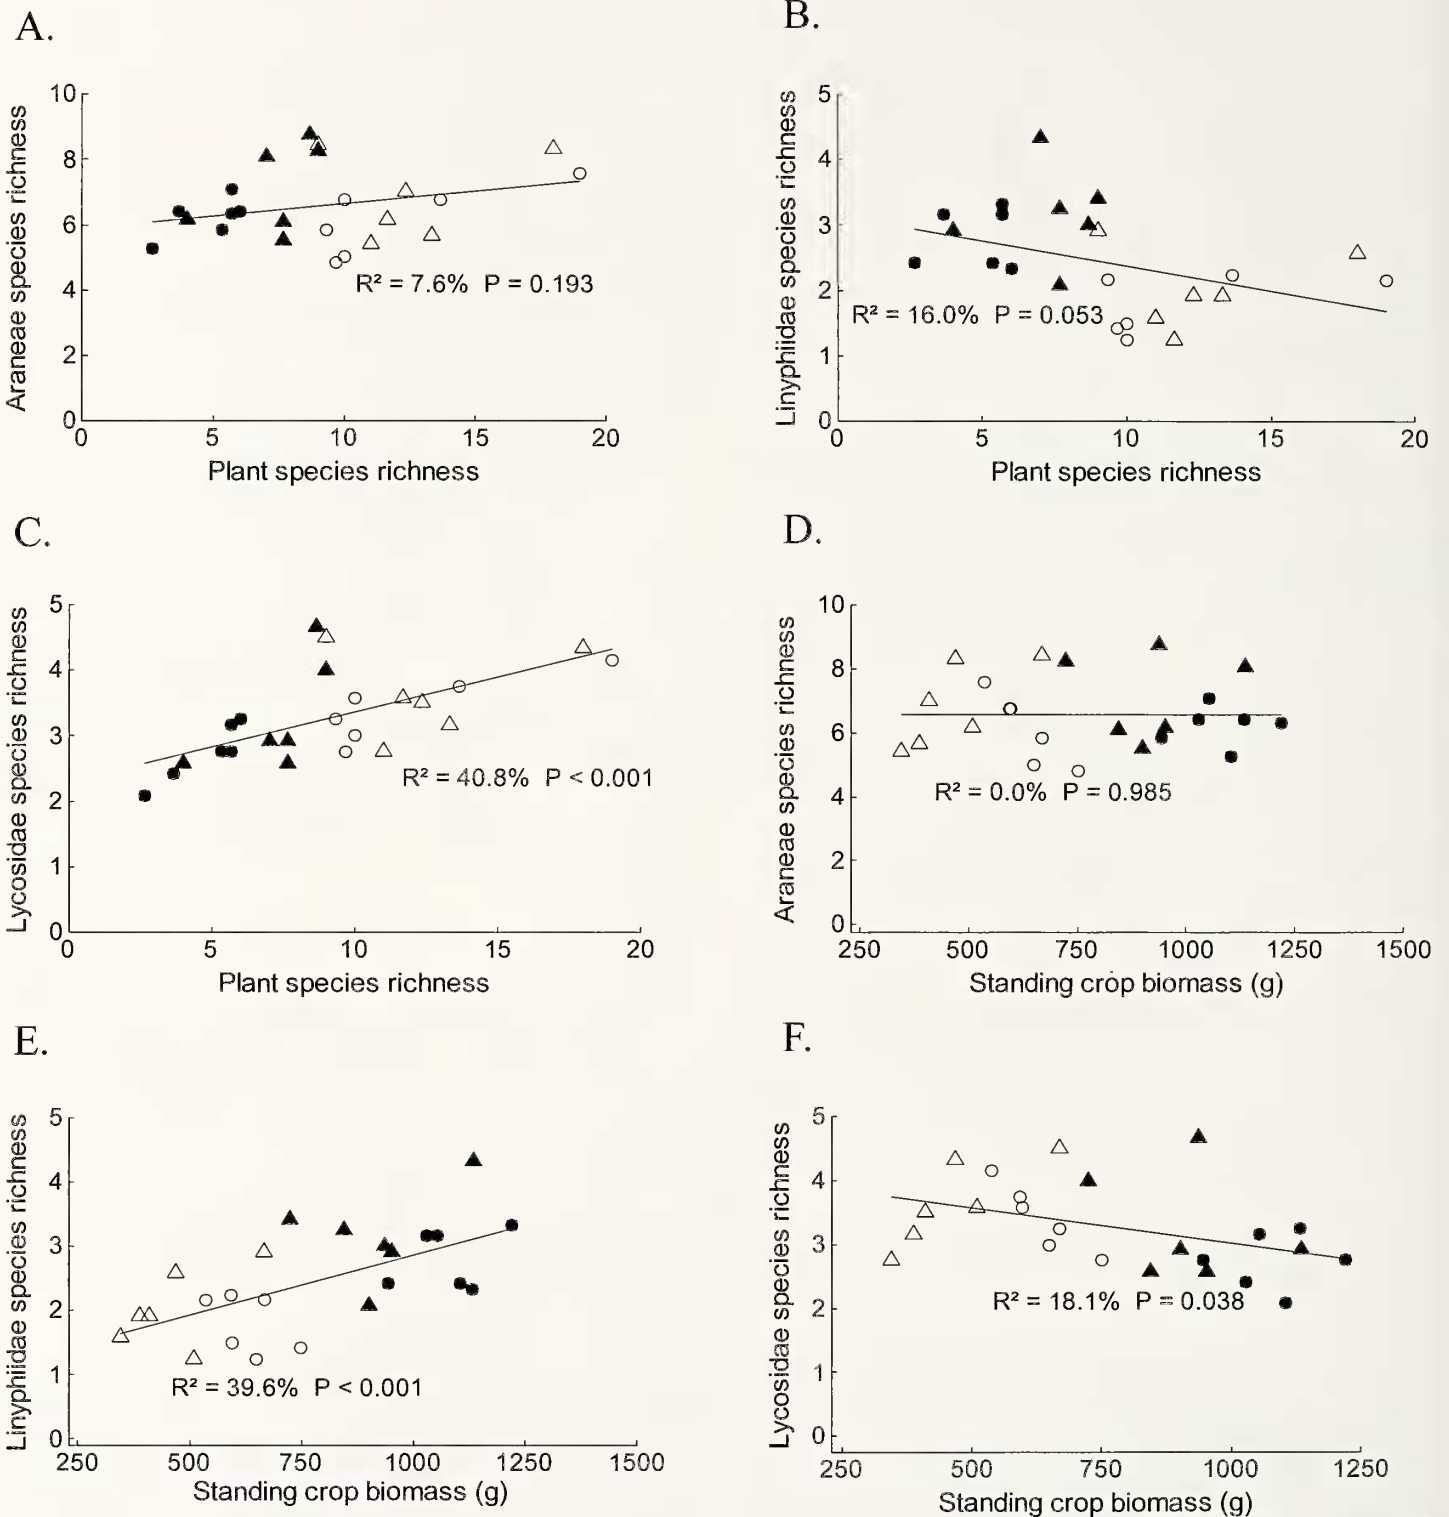 A.
Araneae species richness
10
8
6
4
2
0
0 5 10 15 20
R² = 7.6% P = 0.193
Plant species richness
B.
Linyphiidae species richness
5
4
3
2
1
0
0 5 10 15 20
R² = 16.0% P = 0.053
Plant species richness
C.
Lycosidae species richness
5
4
3
2
1
0
0 5 10 15 20
R² = 40.8% P < 0.001
Plant species richness
D.
Araneae species richness
10
8
6
4
2
0
250 500 750 1000 1250 1500
R² = 0.0% P = 0.985
Standing crop biomass (g)
E.
Linyphiidae species richness
5
4
3
2
1
0
250 500 750 1000 1250 1500
R² = 39.6% P < 0.001
Standing crop biomass (g)
F.
Lycosidae species richness
5
4
3
2
1
0
250 500 750 1000 1250
R² = 18.1% P = 0.038
Standing crop biomass (g)